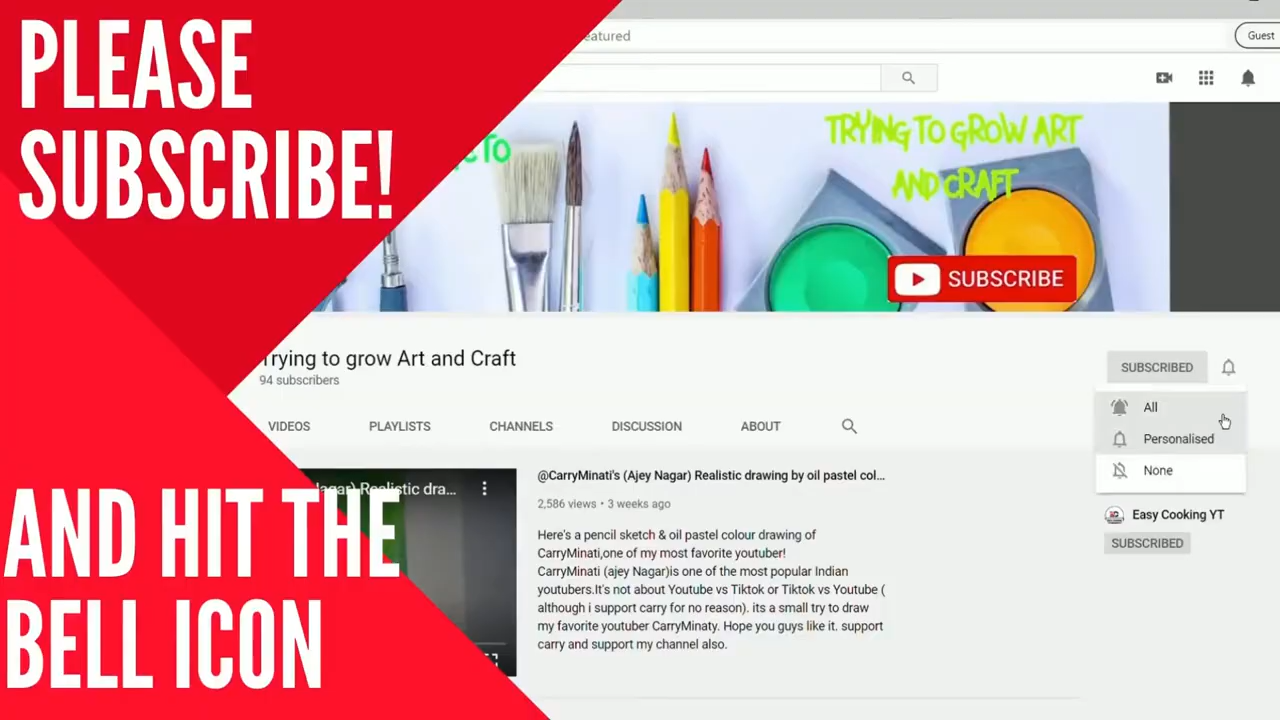 PLEASE
SUBSCRIBE!
AND HIT THE
BELL ICON
eatured
Guest
TO
TRYING TO GROW ART
AND CRAFT
SUBSCRIBE
Trying to grow Art and Craft
94 subscribers
SUBSCRIBED
All
Personalised
None
VIDEOS
PLAYLISTS
CHANNELS
DISCUSSION
ABOUT
agar) Realistic dra...
@CarryMinati's (Ajey Nagar) Realistic drawing by oil pastel col...
2,586 views • 3 weeks ago
Here's a pencil sketch & oil pastel colour drawing of
CarryMinati,one of my most favorite youtuber!
CarryMinati (ajey Nagar)is one of the most popular Indian
youtubers.It's not about Youtube vs Tiktok or Tiktok vs Youtube (
although i support carry for no reason). its a small try to draw
my favorite youtuber CarryMinaty. Hope you guys like it. support
carry and support my channel also.
Easy Cooking YT
SUBSCRIBED